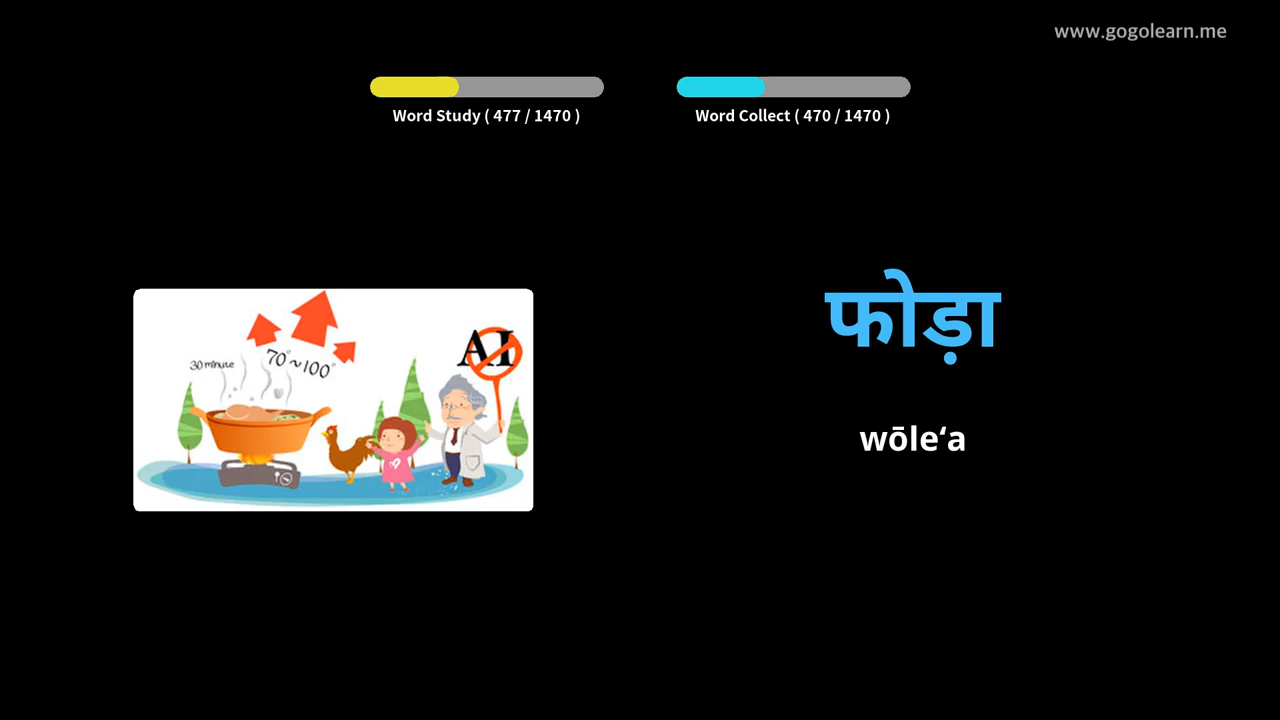 www.gogolearn.me
Word Study ( 477 / 1470 )
Word Collect ( 470 / 1470 )
30 minute
70°~100°
AI
फोड़ा
wōleʻa